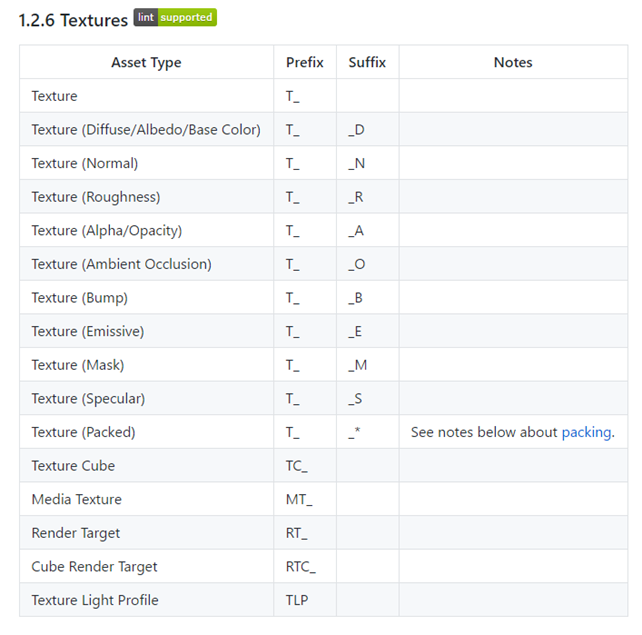 1.2.6 Textures lint supported
Asset Type Prefix Suffix Notes
Texture T_
Texture (Diffuse/Albedo/Base Color) T_ _D
Texture (Normal) T_ _N
Texture (Roughness) T_ _R
Texture (Alpha/Opacity) T_ _A
Texture (Ambient Occlusion) T_ _O
Texture (Bump) T_ _B
Texture (Emissive) T_ _E
Texture (Mask) T_ _M
Texture (Specular) T_ _S
Texture (Packed) T_ _* See notes below about packing.
Texture Cube TC_
Media Texture MT_
Render Target RT_
Cube Render Target RTC_
Texture Light Profile TLP